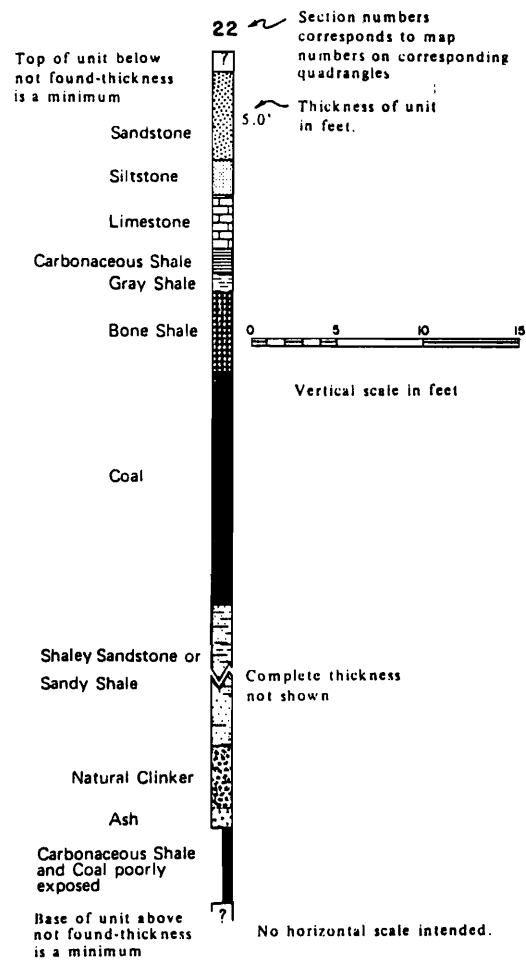 22
Section numbers
corresponds to map
numbers on corresponding
quadrangles
?
Top of unit below
not found-thickness
is a minimum
5.0'
Thickness of unit
in feet.
Sandstone
Siltstone
Limestone
Carbonaceous Shale
Gray Shale
Bone Shale
0 5 10 15
Vertical scale in feet
Coal
Shaley Sandstone or
Sandy Shale
Complete thickness
not shown
Natural Clinker
Ash
Carbonaceous Shale
and Coal poorly
exposed
?
Base of unit above
not found-thickness
is a minimum
No horizontal scale intended.